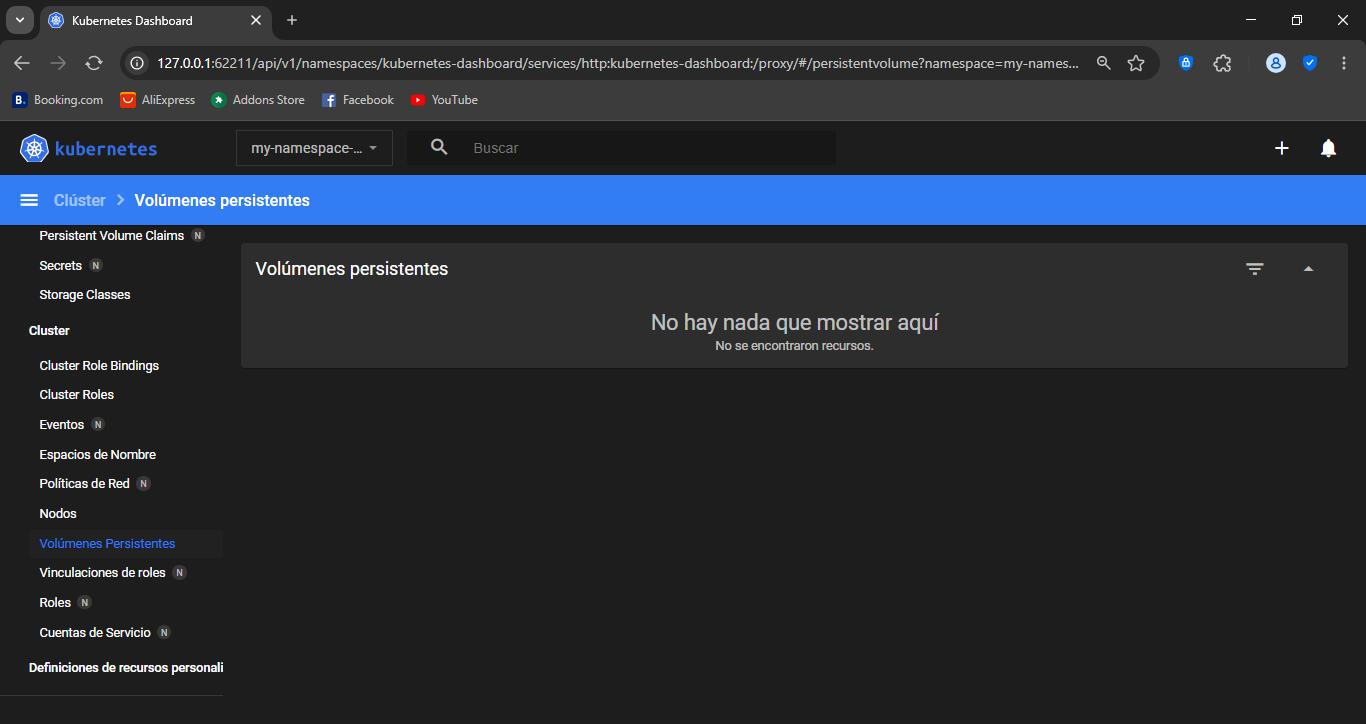 Kubernetes Dashboard
127.0.0.1:62211/api/v1/namespaces/kubernetes-dashboard/services/http:kubernetes-dashboard:/proxy/#/persistentvolume?namespace=my-names...
B. Booking.com AliExpress Addons Store Facebook YouTube
kubernetes my-namespace-... Buscar
Clúster > Volúmenes persistentes
Persistent Volume Claims N
Secrets N
Storage Classes
Cluster
Cluster Role Bindings
Cluster Roles
Eventos N
Espacios de Nombre
Políticas de Red N
Nodos
Volúmenes Persistentes
Vinculaciones de roles N
Roles N
Cuentas de Servicio N
Definiciones de recursos personali
Volúmenes persistentes
No hay nada que mostrar aquí
No se encontraron recursos.